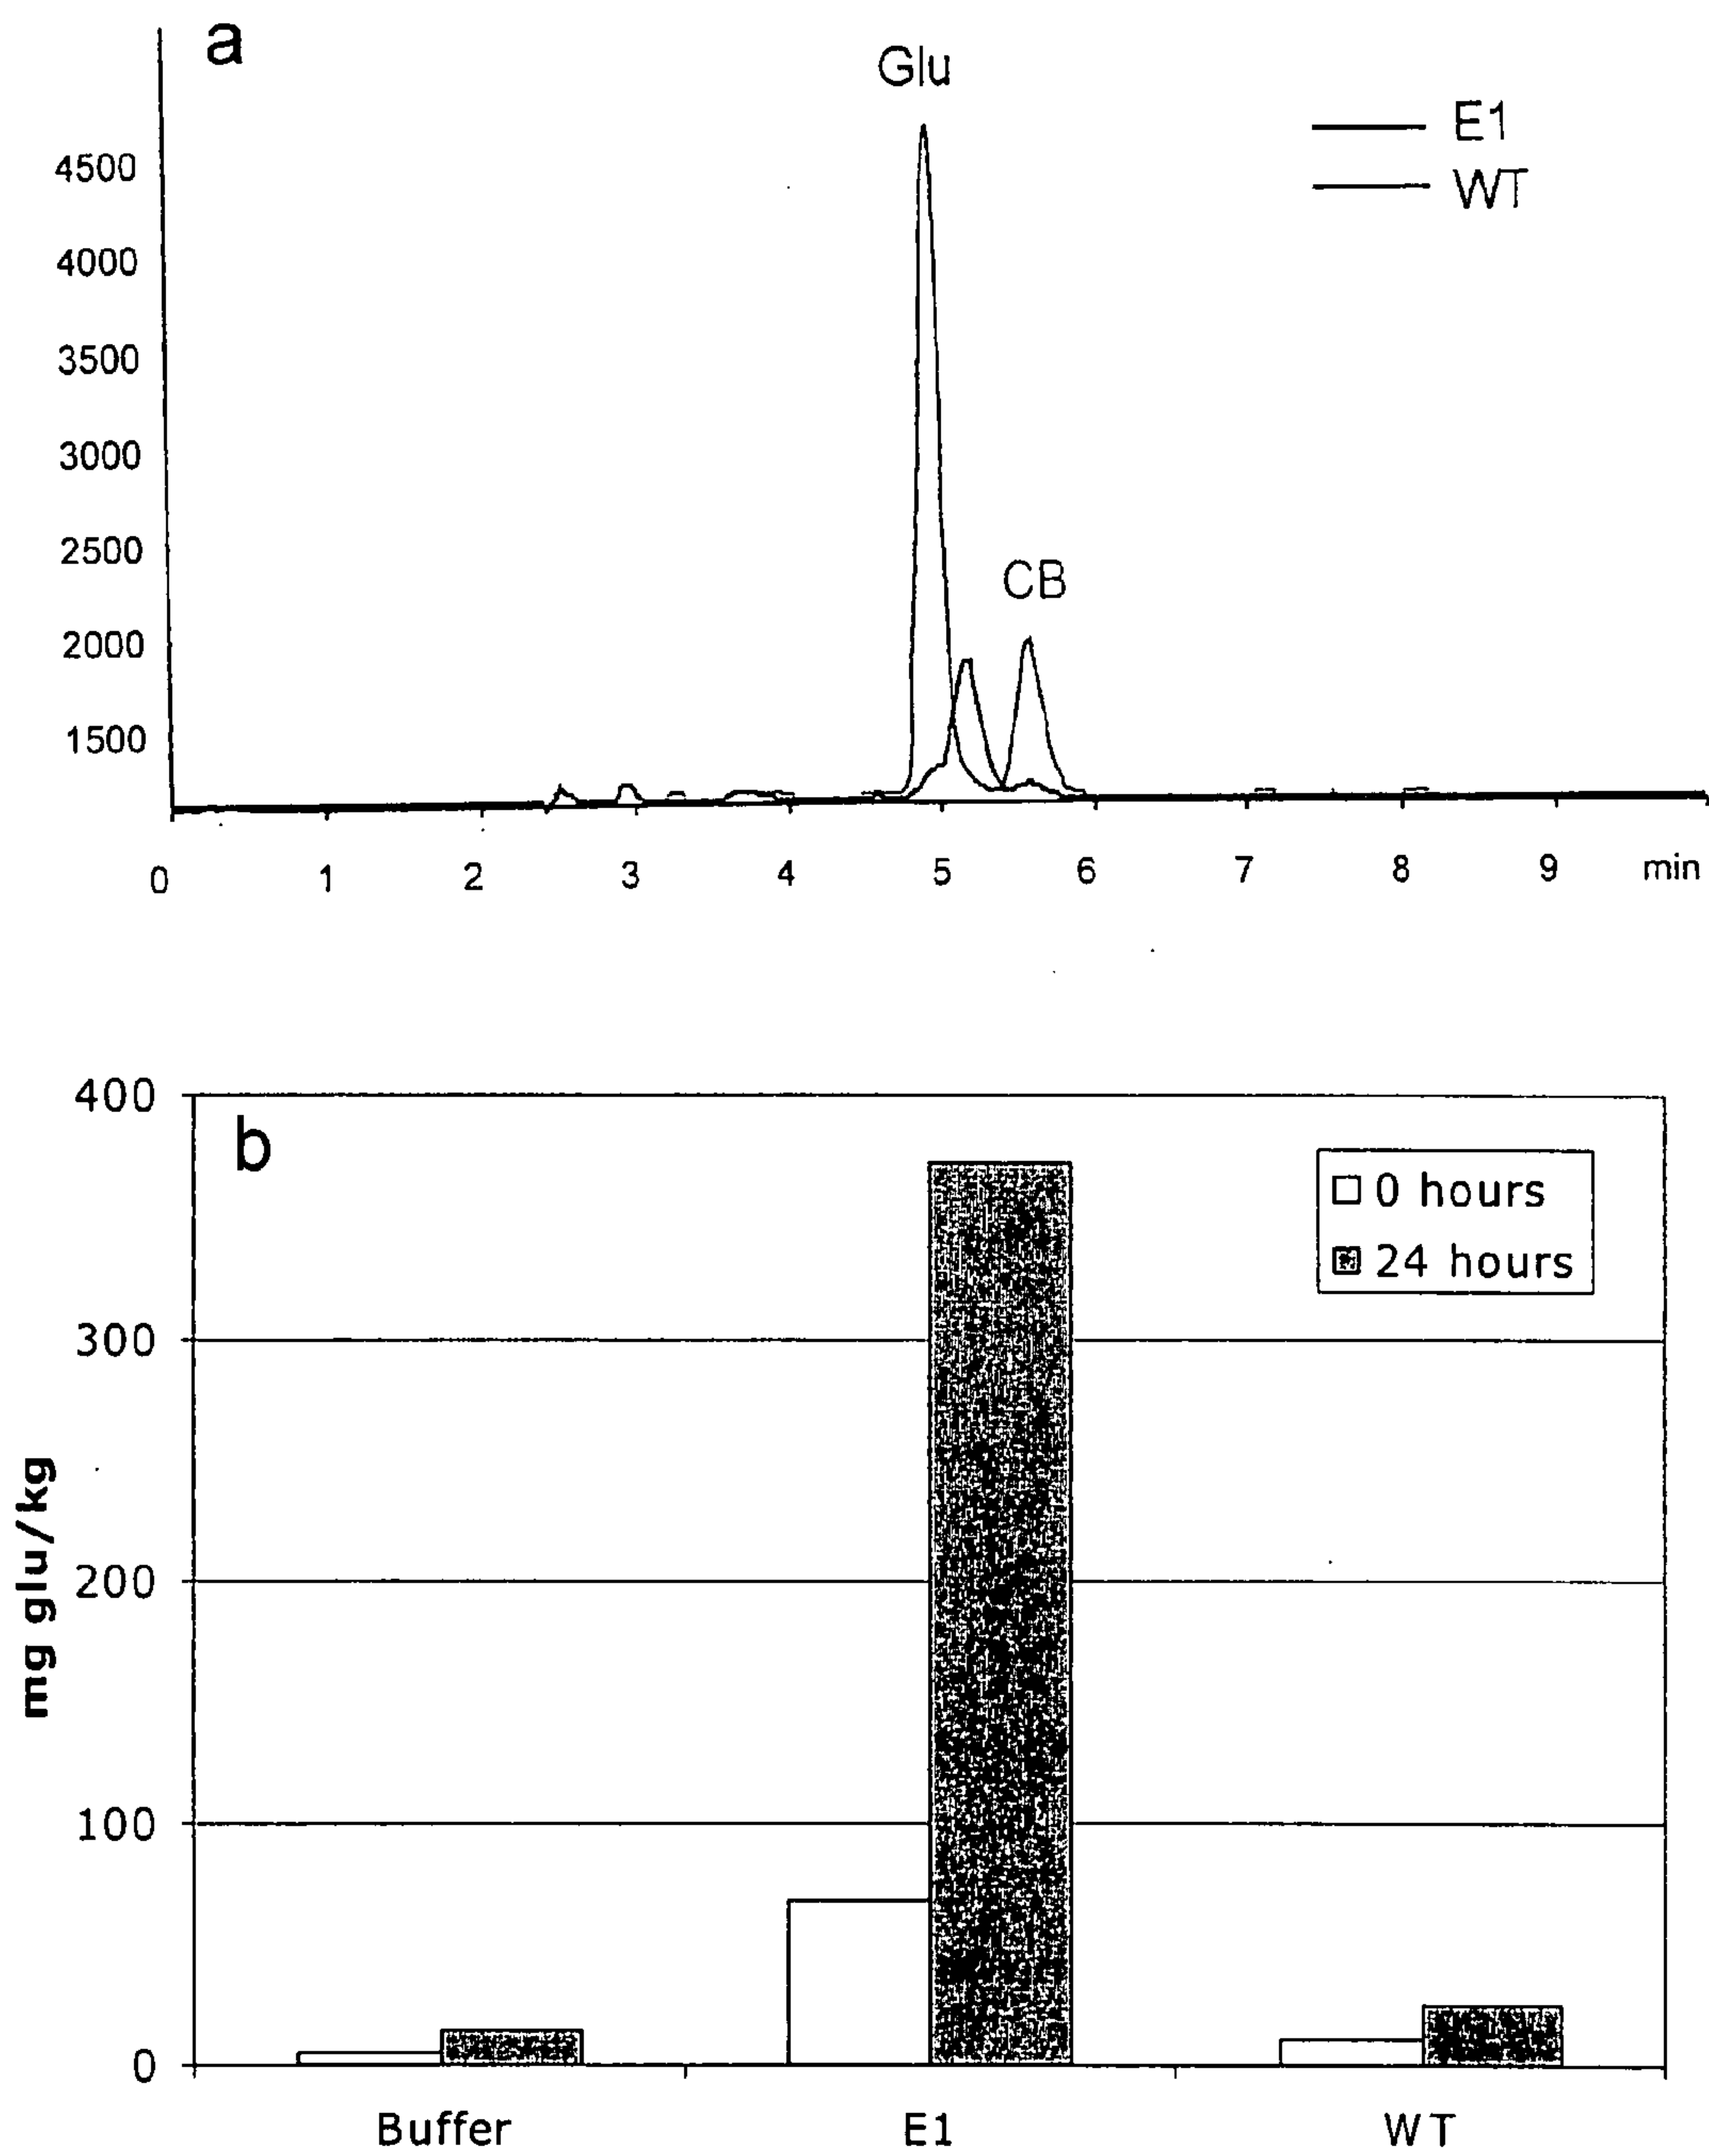 a
Glu
E1
WT
4500
4000
3500
3000
2500
CB
2000
1500
0 1 2 3 4 5 6 7 8 9 min
400
b
0 hours
24 hours
300
200
100
0
mg glu/kg
Buffer E1 WT